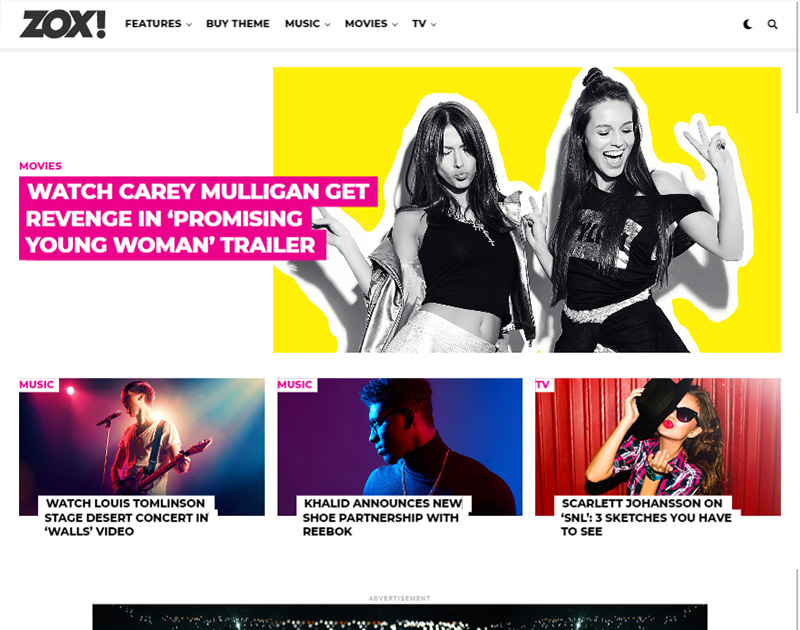 ZOX! FEATURES BUY THEME MUSIC MOVIES TV
MOVIES
WATCH CAREY MULLIGAN GET
REVENGE IN ‘PROMISING
YOUNG WOMAN’ TRAILER
MUSIC
WATCH LOUIS TOMLINSON
STAGE DESERT CONCERT IN
‘WALLS’ VIDEO
MUSIC
KHALID ANNOUNCES NEW
SHOE PARTNERSHIP WITH
REEBOK
TV
SCARLETT JOHANSSON ON
‘SNL’: 3 SKETCHES YOU HAVE
TO SEE
ADVERTISEMENT